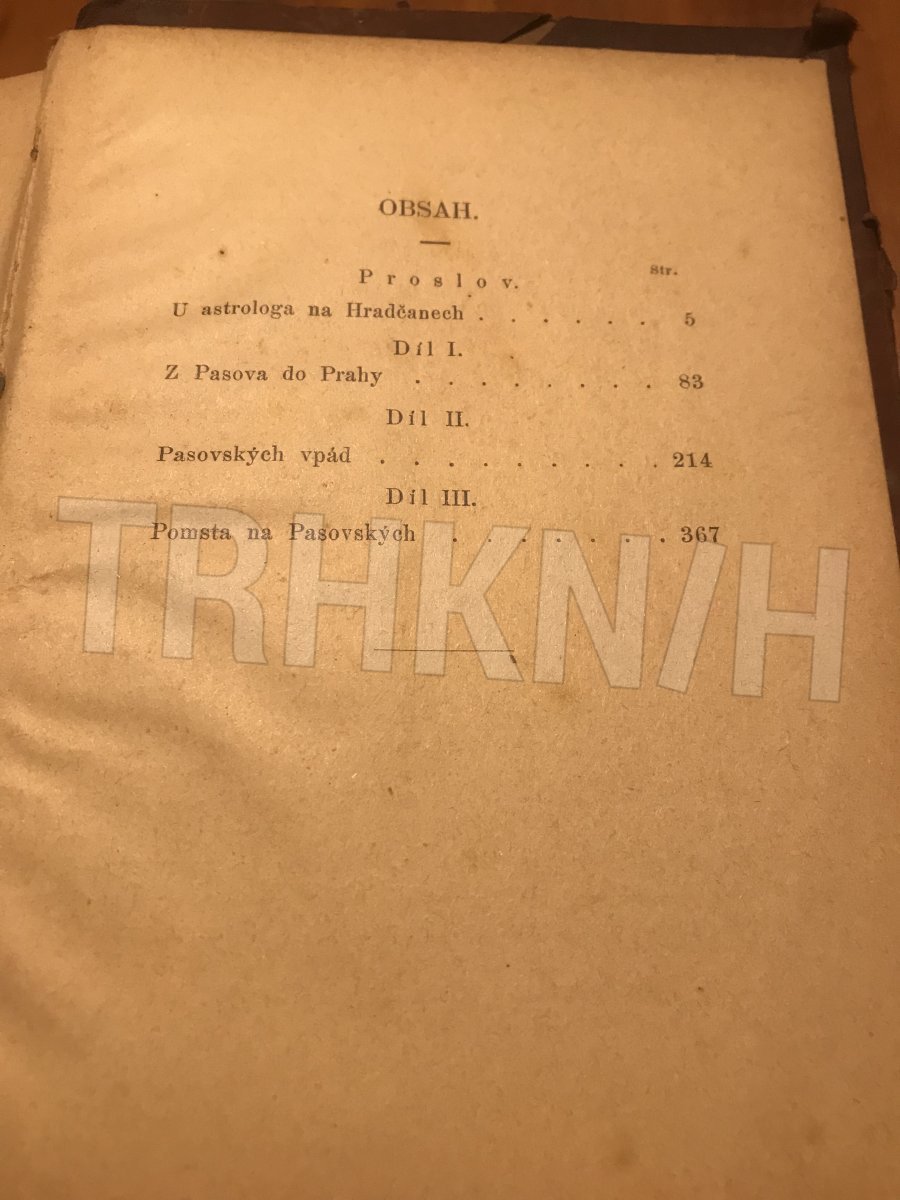 OBSAH.
Proslov. Str.
U astrologa na Hradčanech . . . . . . 5
Díl I.
Z Pasova do Prahy . . . . . . . . 83
Díl II.
Pasovských vpád . . . . . . . . . 214
Díl III.
Pomsta na Pasovských . . . . . . . 367
TRHKNIH